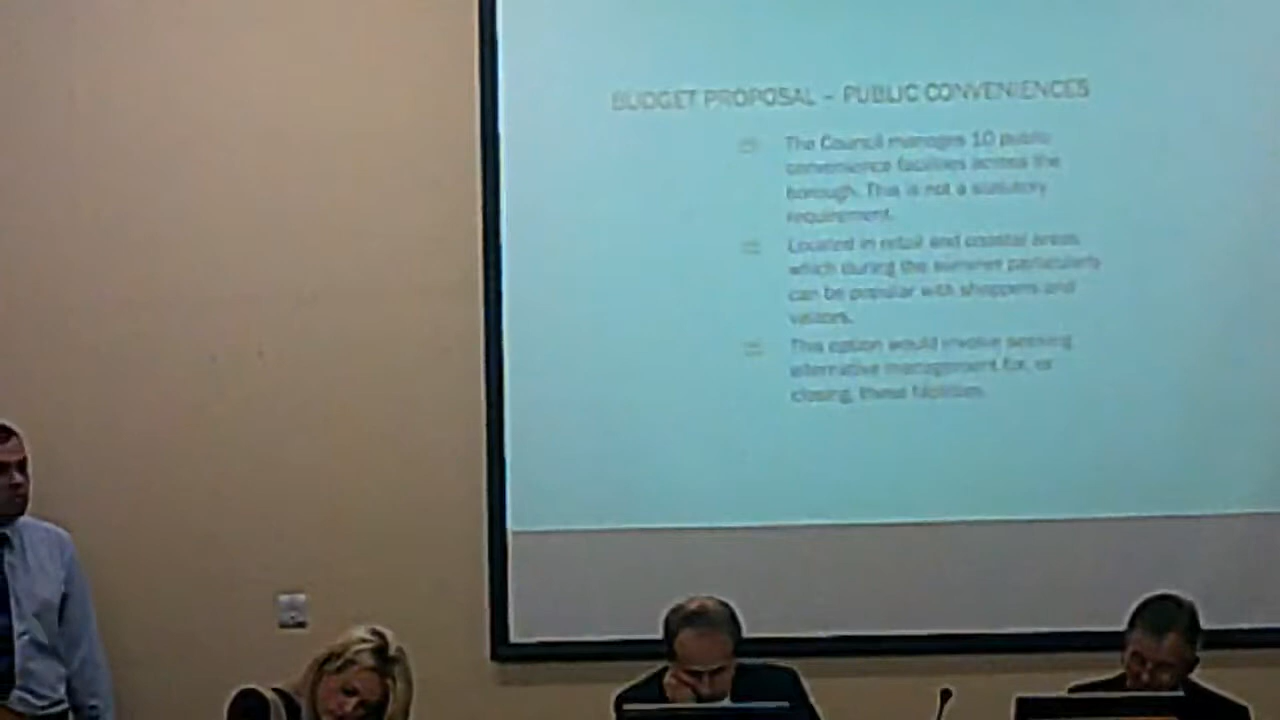 BUDGET PROPOSAL – PUBLIC CONVENIENCES
The Council manages 10 public
convenience facilities across the
borough. This is not a statutory
requirement.
Located in retail and coastal areas
which during the summer particularly
can be popular with shoppers and
visitors.
This option would involve seeking
alternative management for, or
closing, these facilities.